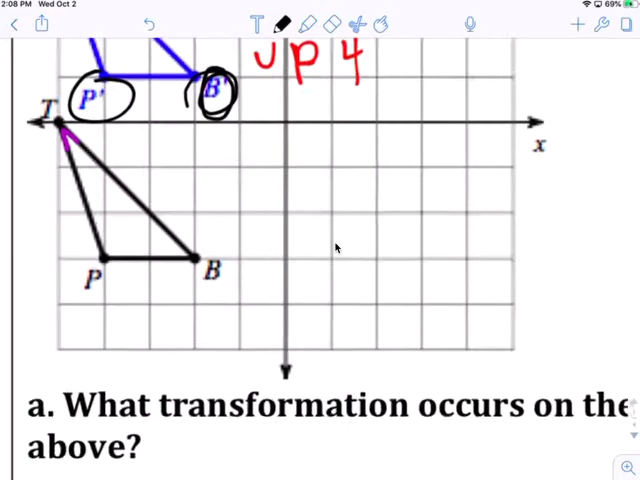 2:08 PM Wed Oct 2
69%
T
up 4
P' B'
T
x
P B
a. What transformation occurs on the
above?